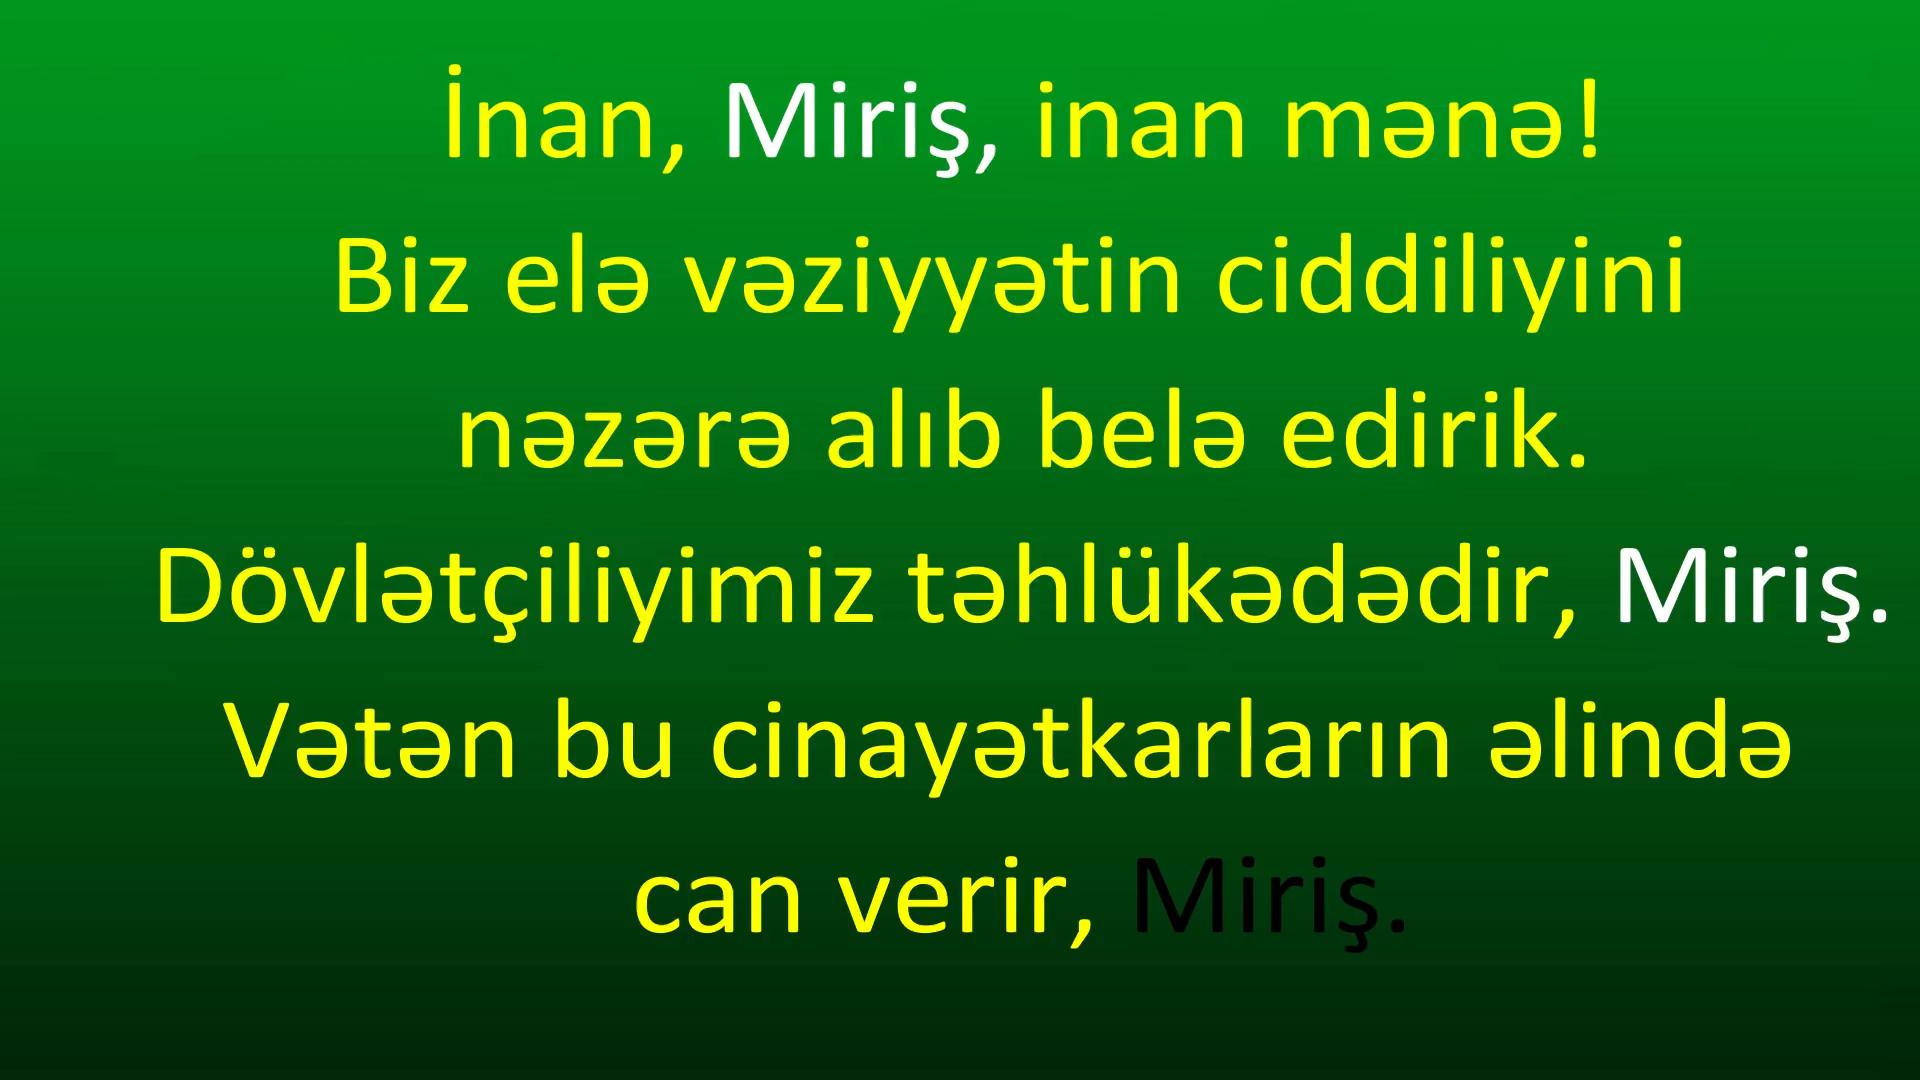 İnan, Miriş, inan mənə!
Biz elə vəziyyətin ciddiliyini
nəzərə alıb belə edirik.
Dövlətçiliyimiz təhlükədədir, Miriş.
Vətən bu cinayətkarların əlində
can verir, Miriş.